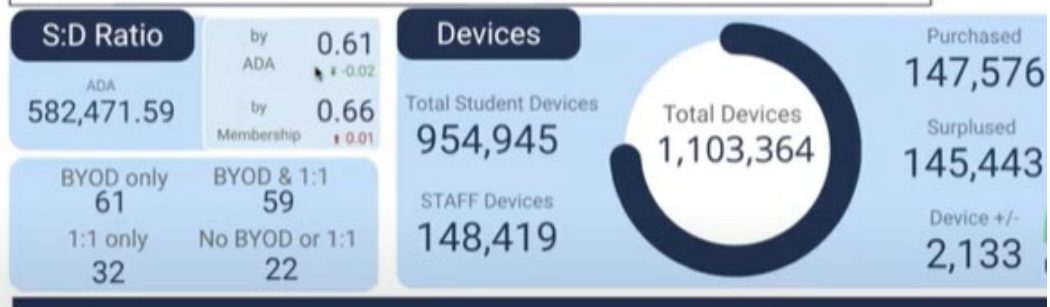 S:D Ratio
ADA
582,471.59
by
ADA
0.61
-0.02
by
Membership
0.66
0.01
BYOD only
61
BYOD & 1:1
59
1:1 only
32
No BYOD or 1:1
22
Devices
Total Student Devices
954,945
STAFF Devices
148,419
Total Devices
1,103,364
Purchased
147,576
Surplused
145,443
Device +/-
2,133